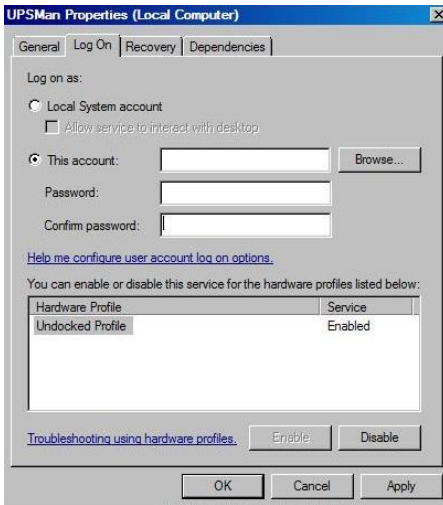 UPSMan Properties (Local Computer)
General Log On Recovery Dependencies
Log on as:
Local System account
Allow service to interact with desktop
This account: Browse...
Password:
Confirm password:
Help me configure user account log on options.
You can enable or disable this service for the hardware profiles listed below:
Hardware Profile Service
Undocked Profile Enabled
Troubleshooting using hardware profiles. Enable Disable
OK Cancel Apply